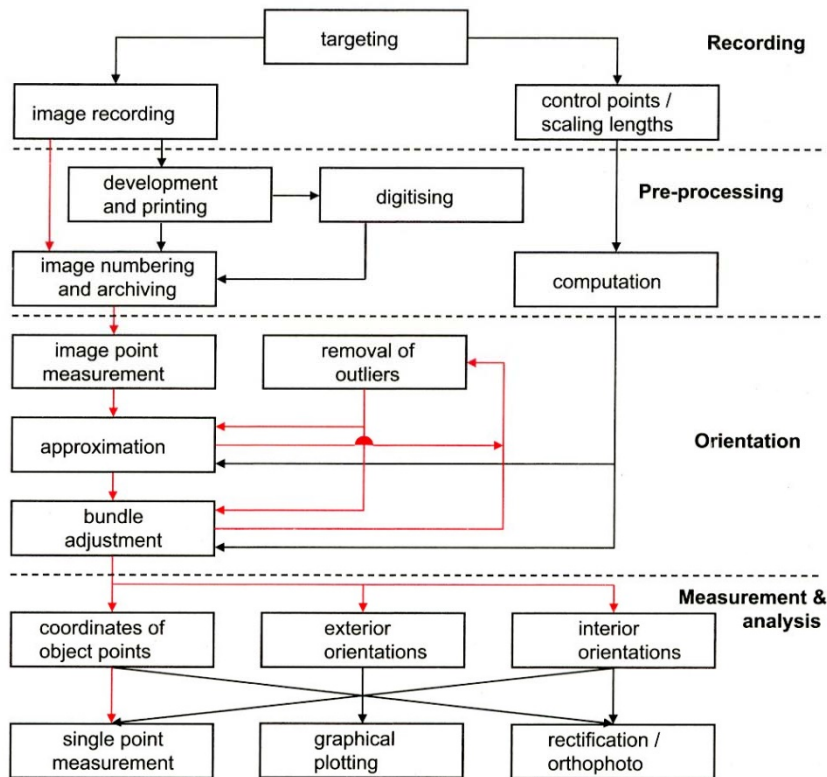 targeting
Recording
image recording
control points /
scaling lengths
development
and printing
digitising
Pre-processing
image numbering
and archiving
computation
image point
measurement
removal of
outliers
approximation
Orientation
bundle
adjustment
Measurement &
analysis
coordinates of
object points
exterior
orientations
interior
orientations
single point
measurement
graphical
plotting
rectification /
orthophoto